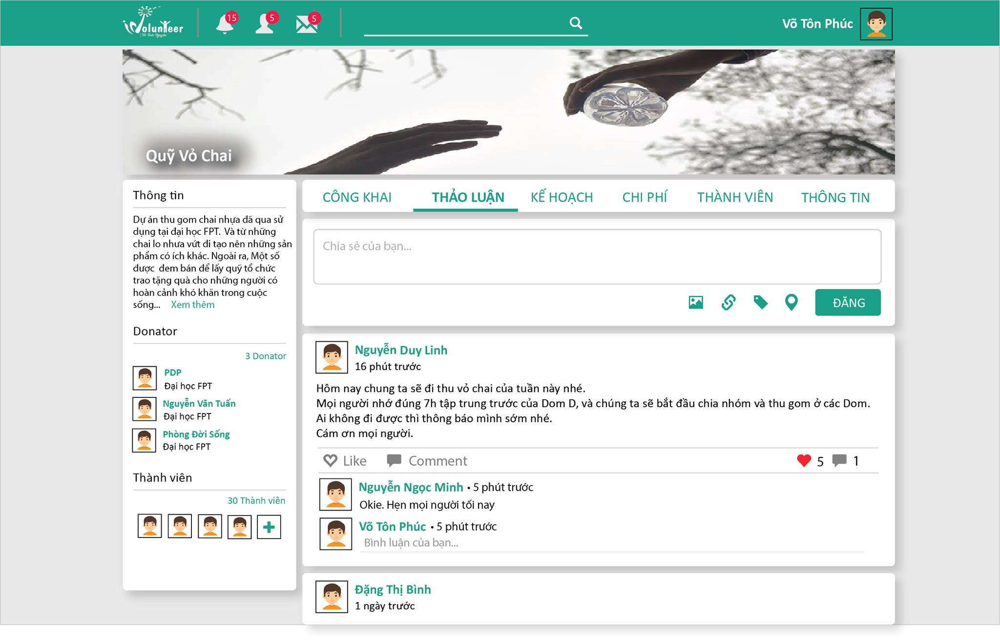 Volunteer
15
5
5
Võ Tôn Phúc
Quỹ Vỏ Chai
Thông tin
Dự án thu gom chai nhựa đã qua sử
dụng tại đại học FPT. Và từ những
chai lo nhưa vứt đi tạo nên những sản
phẩm có ích khác. Ngoài ra, Một số
được đem bán để lấy quỹ tổ chức
trao tặng quà cho những người có
hoàn cảnh khó khăn trong cuộc
sống... Xem thêm
Donator
3 Donator
PDP
Đại học FPT
Nguyễn Văn Tuấn
Đại học FPT
Phòng Đời Sống
Đại học FPT
Thành viên
30 Thành viên
CÔNG KHAI THẢO LUẬN KẾ HOẠCH CHI PHÍ THÀNH VIÊN THÔNG TIN
Chia sẻ của bạn...
ĐĂNG
Nguyễn Duy Linh
16 phút trước
Hôm nay chung ta sẽ đi thu vỏ chai của tuần này nhé.
Mọi người nhớ đúng 7h tập trung trước của Dom D, và chúng ta sẽ bắt đầu chia nhóm và thu gom ở các Dom.
Ai không đi được thì thông báo mình sớm nhé.
Cám ơn mọi người.
Like Comment 5 1
Nguyễn Ngọc Minh • 5 phút trước
Okie. Hẹn mọi người tối nay
Võ Tôn Phúc • 5 phút trước
Bình luận của bạn...
Đặng Thị Bình
1 ngày trước